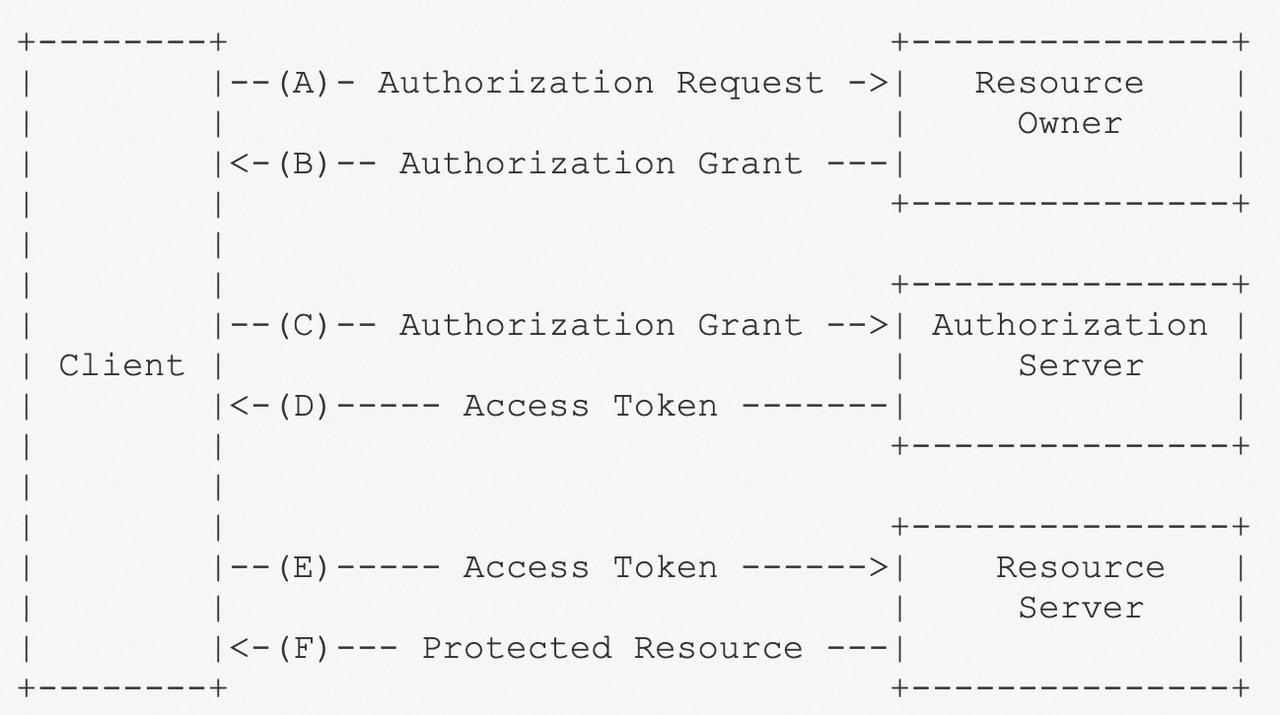 +--------+                               +---------------+
|        |--(A)- Authorization Request ->|   Resource    |
|        |                               |     Owner     |
|        |<-(B)-- Authorization Grant ---|               |
|        |                               +---------------+
|        |
|        |                               +---------------+
|        |--(C)-- Authorization Grant -->| Authorization |
| Client |                               |     Server    |
|        |<-(D)----- Access Token -------|               |
|        |                               +---------------+
|        |
|        |                               +---------------+
|        |--(E)----- Access Token ------>|    Resource   |
|        |                               |     Server    |
|        |<-(F)--- Protected Resource ---|               |
+--------+                               +---------------+